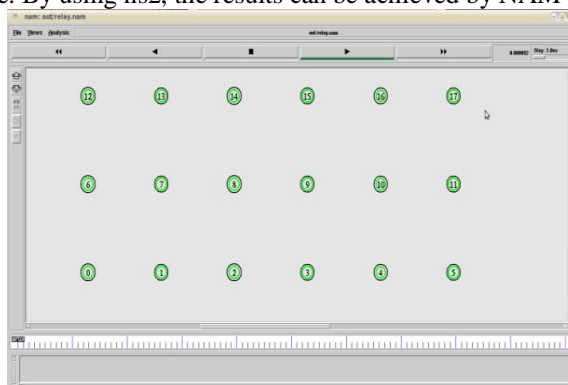 e. By using ns2, the results can be achieved by NAM
nam: out/relay.nam
File Views Analysis out/relay.nam
0.000992 Step: 1.0ms
12 13 14 15 16 17
6 7 8 9 10 11
0 1 2 3 4 5